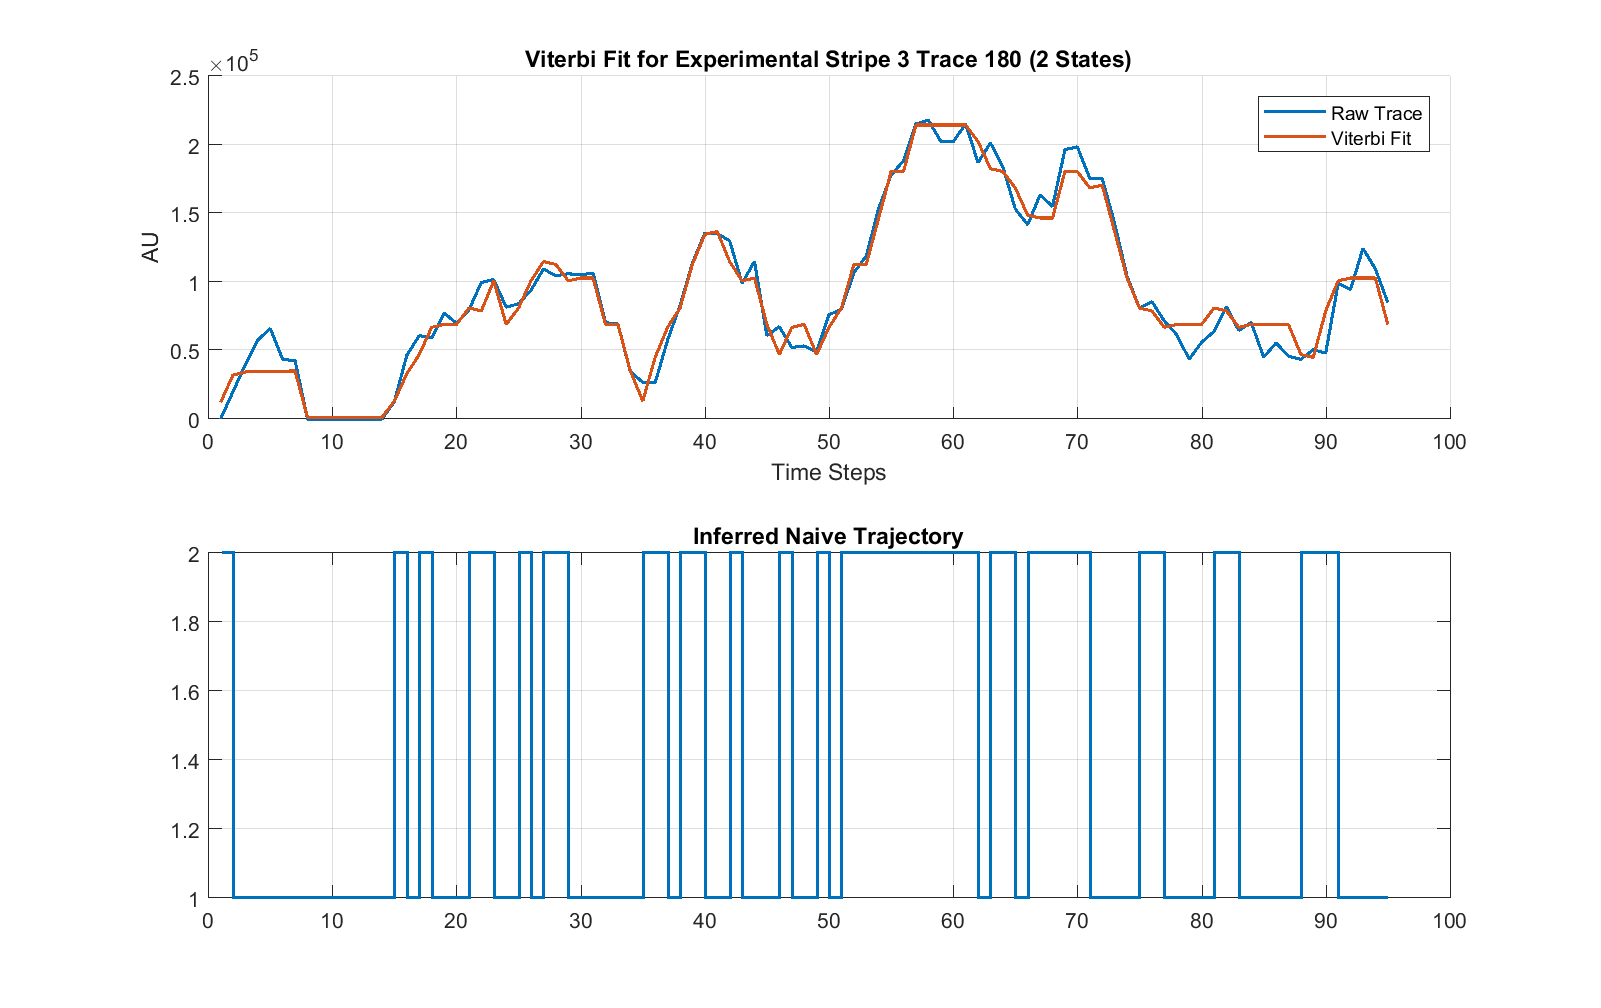 Viterbi Fit for Experimental Stripe 3 Trace 180 (2 States)
×10^5
2.5
2
1.5
1
0.5
0
AU
Raw Trace
Viterbi Fit
0 10 20 30 40 50 60 70 80 90 100
Time Steps
Inferred Naive Trajectory
2
1.8
1.6
1.4
1.2
1
0 10 20 30 40 50 60 70 80 90 100